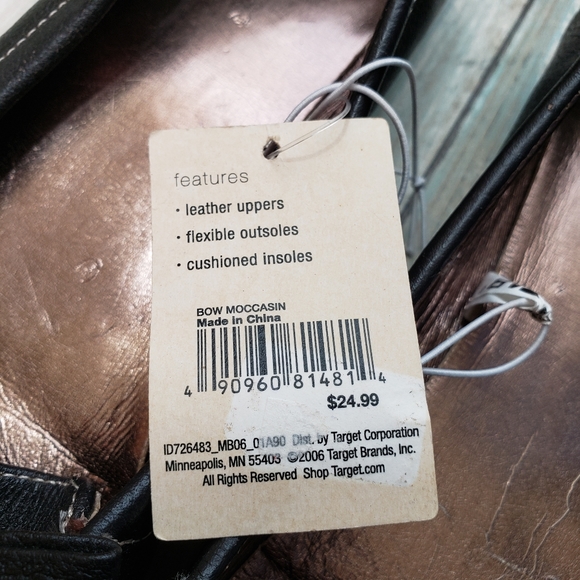 features
· leather uppers
· flexible outsoles
· cushioned insoles
BOW MOCCASIN
Made in China
4 90960 81481 4
$24.99
ID726483_MB06_01A90 Dist. by Target Corporation
Minneapolis, MN 55403 ©2006 Target Brands, Inc.
All Rights Reserved Shop Target.com